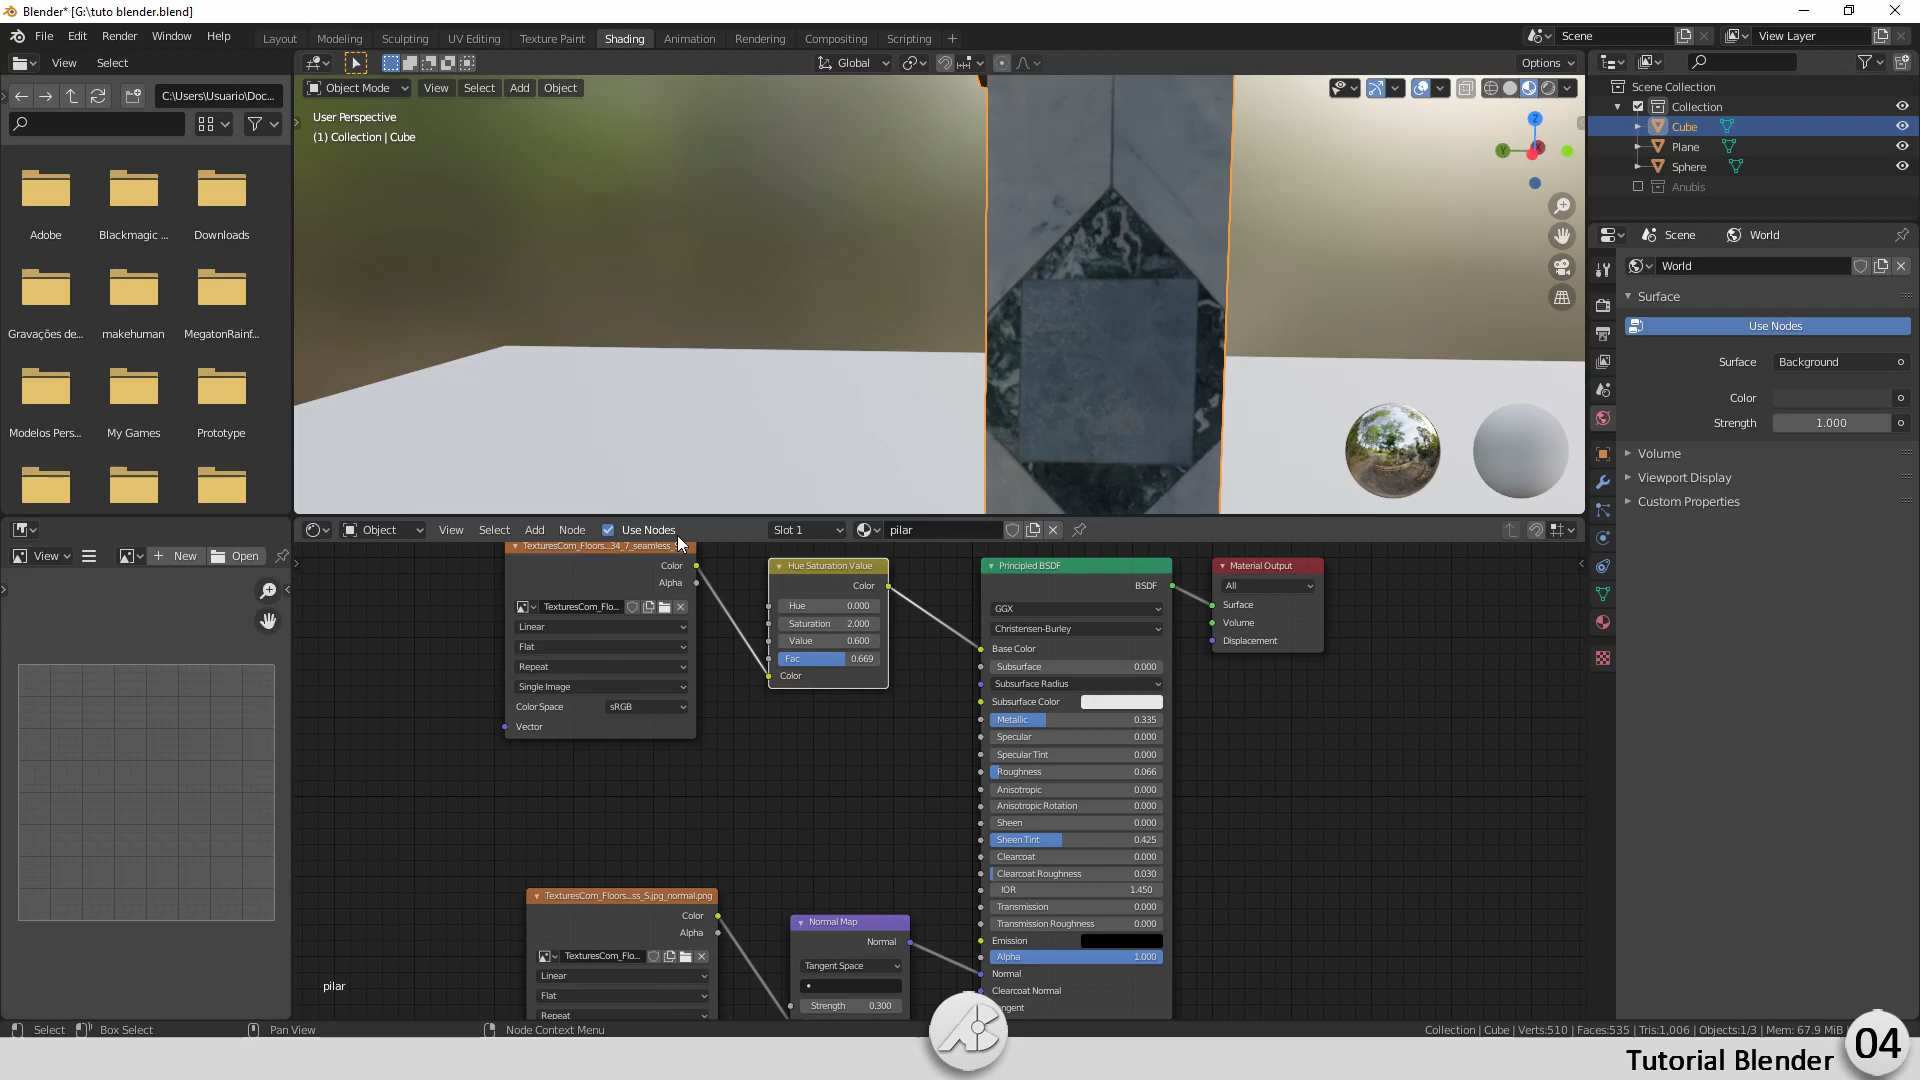 Blender* [G:\tuto blender.blend]
File Edit Render Window Help
Layout Modeling Sculpting UV Editing Texture Paint Shading Animation Rendering Compositing Scripting +
Scene
View Layer
View Select
Global
Options
C:\Users\Usuario\Doc...
Object Mode View Select Add Object
User Perspective
(1) Collection | Cube
Adobe Blackmagic ... Downloads
Gravações de... makehuman MegatonRainf...
Modelos Pers... My Games Prototype
Z
Y
Scene Collection
Collection
Cube
Plane
Sphere
Anubis
Scene World
World
Surface
Use Nodes
Surface Background
Color
Strength 1.000
Volume
Viewport Display
Custom Properties
View New Open
Object View Select Add Node Use Nodes Slot 1 pilar
TexturesCom_Floors...34_7_seamless_S
Color
Alpha
TexturesCom_Flo...
Linear
Flat
Repeat
Single Image
Color Space sRGB
Vector
Hue Saturation Value
Color
Hue 0.000
Saturation 2.000
Value 0.600
Fac 0.669
Color
Principled BSDF
BSDF
GGX
Christensen-Burley
Base Color
Subsurface 0.000
Subsurface Radius
Subsurface Color
Metallic 0.335
Specular 0.000
Specular Tint 0.000
Roughness 0.066
Anisotropic 0.000
Anisotropic Rotation 0.000
Sheen 0.000
Sheen Tint 0.425
Clearcoat 0.000
Clearcoat Roughness 0.030
IOR 1.450
Transmission 0.000
Transmission Roughness 0.000
Emission
Alpha 1.000
Normal
Clearcoat Normal
Material Output
All
Surface
Volume
Displacement
TexturesCom_Floors...ss_S.jpg_normal.png
Color
Alpha
TexturesCom_Flo...
Linear
Flat
Repeat
Normal Map
Normal
Tangent Space
Strength 0.300
pilar
Select Box Select Pan View Node Context Menu
Collection | Cube | Verts:510 | Faces:535 | Tris:1,006 | Objects:1/3 | Mem: 67.9 MiB
Tutorial Blender 04